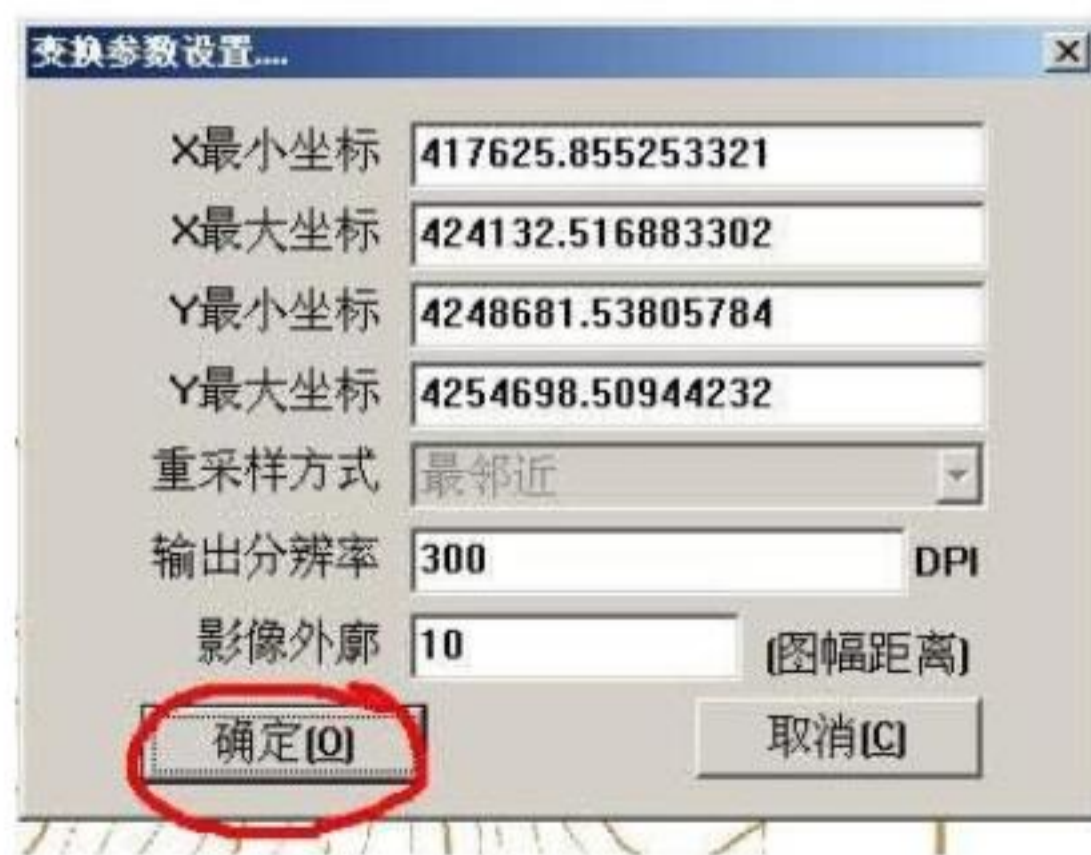 变换参数设置....
X最小坐标 417625.855253321
X最大坐标 424132.516883302
Y最小坐标 4248681.53805784
Y最大坐标 4254698.50944232
重采样方式 最邻近
输出分辨率 300 DPI
影像外廓 10 (图幅距离)
确定(O) 取消(C)